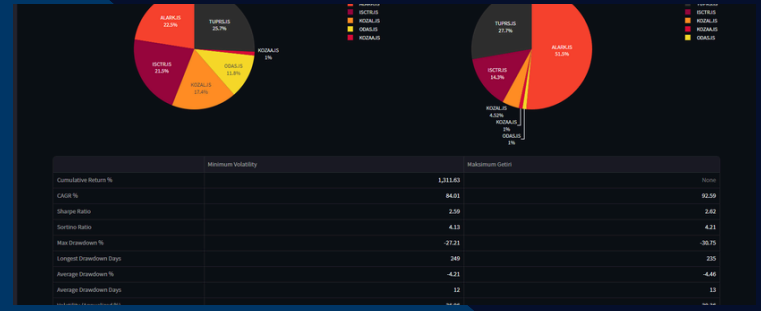 ALARK.IS
22.5%
TUPRS.IS
25.7%
ISCTR.IS
21.5%
KOZAL.IS
17.4%
ODAS.IS
11.8%
KOZAA.IS
1%
ISCTR.IS
KOZAL.IS
ODAS.IS
KOZAA.IS
TUPRS.IS
27.7%
ALARK.IS
51.5%
ISCTR.IS
14.3%
KOZAL.IS
4.52%
KOZAA.IS
1%
ODAS.IS
1%
ISCTR.IS
KOZAL.IS
KOZAA.IS
ODAS.IS
Minimum Volatility Maksimum Getiri
Cumulative Return % 1,311.63 None
CAGR % 84.01 92.59
Sharpe Ratio 2.59 2.62
Sortino Ratio 4.13 4.21
Max Drawdown % -27.21 -30.75
Longest Drawdown Days 249 235
Average Drawdown % -4.21 -4.46
Average Drawdown Days 12 13